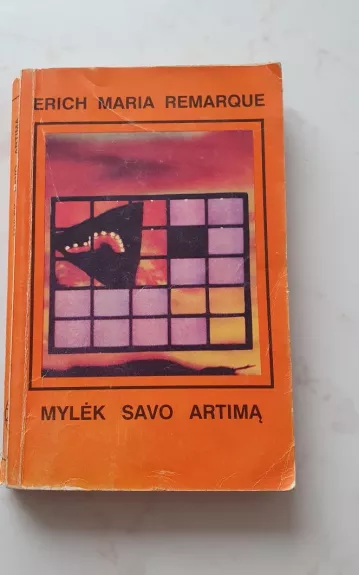 ERICH MARIA REMARQUE
MYLĖK SAVO ARTIMĄ